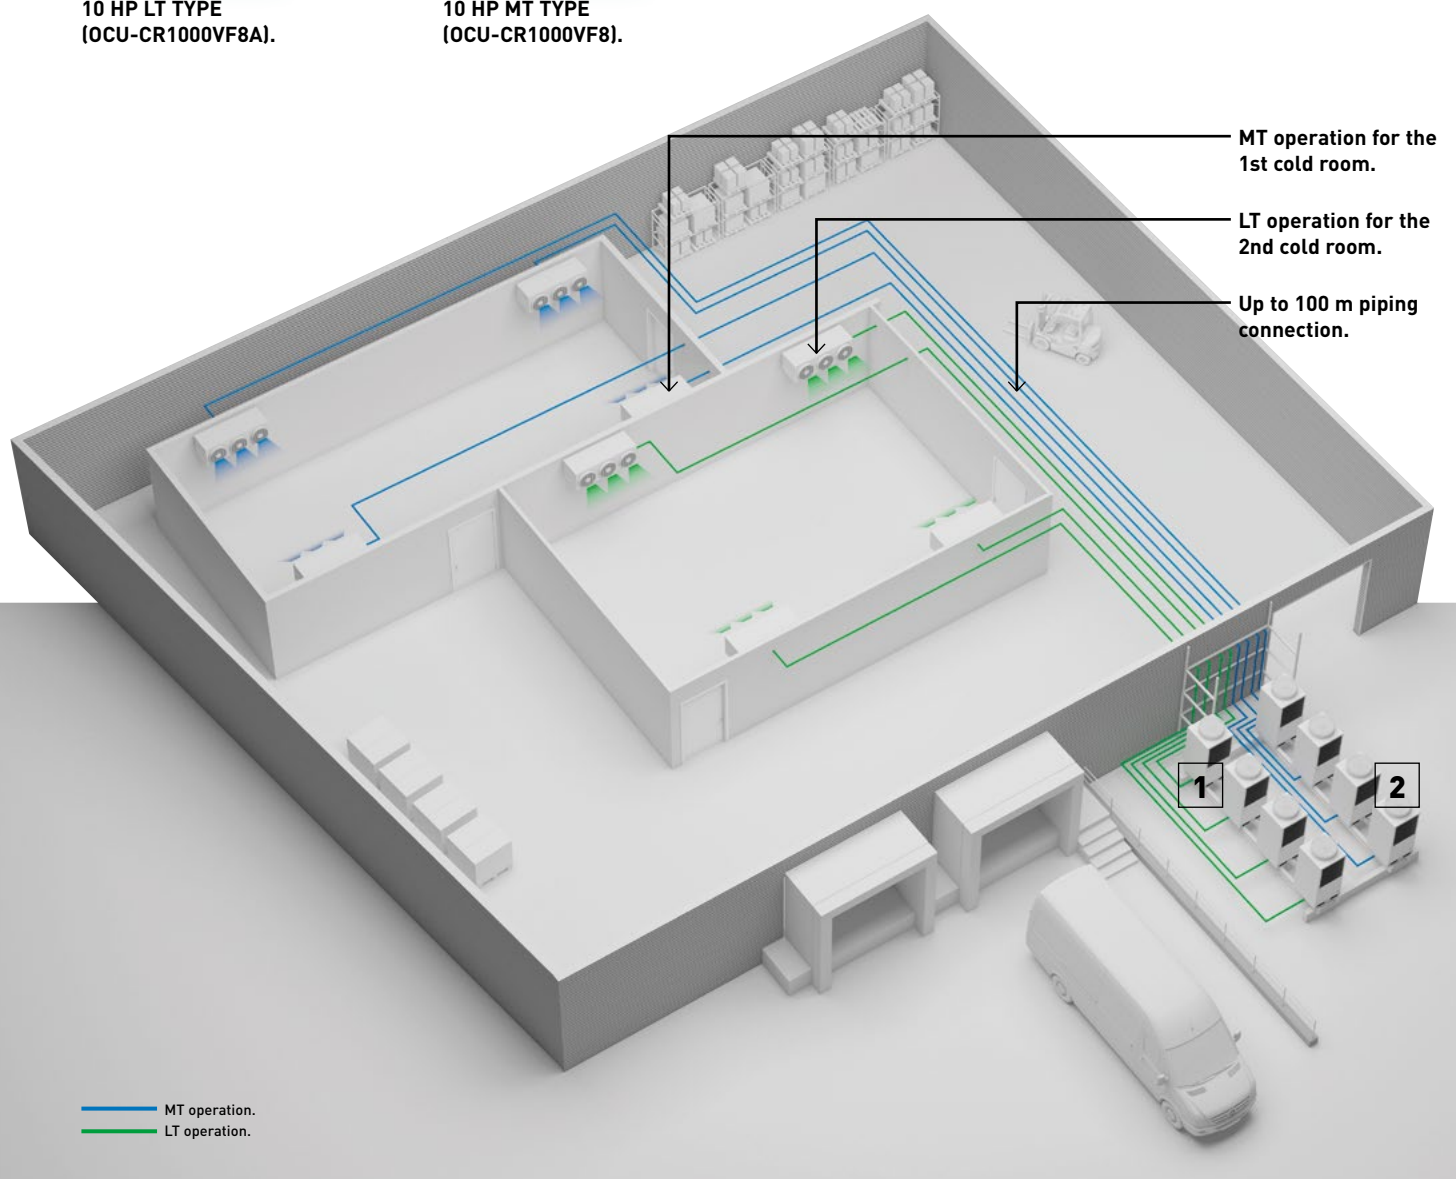 10 HP LT TYPE
(OCU-CR1000VF8A).
10 HP MT TYPE
(OCU-CR1000VF8).
MT operation for the
1st cold room.
LT operation for the
2nd cold room.
Up to 100 m piping
connection.
1
2
MT operation.
LT operation.